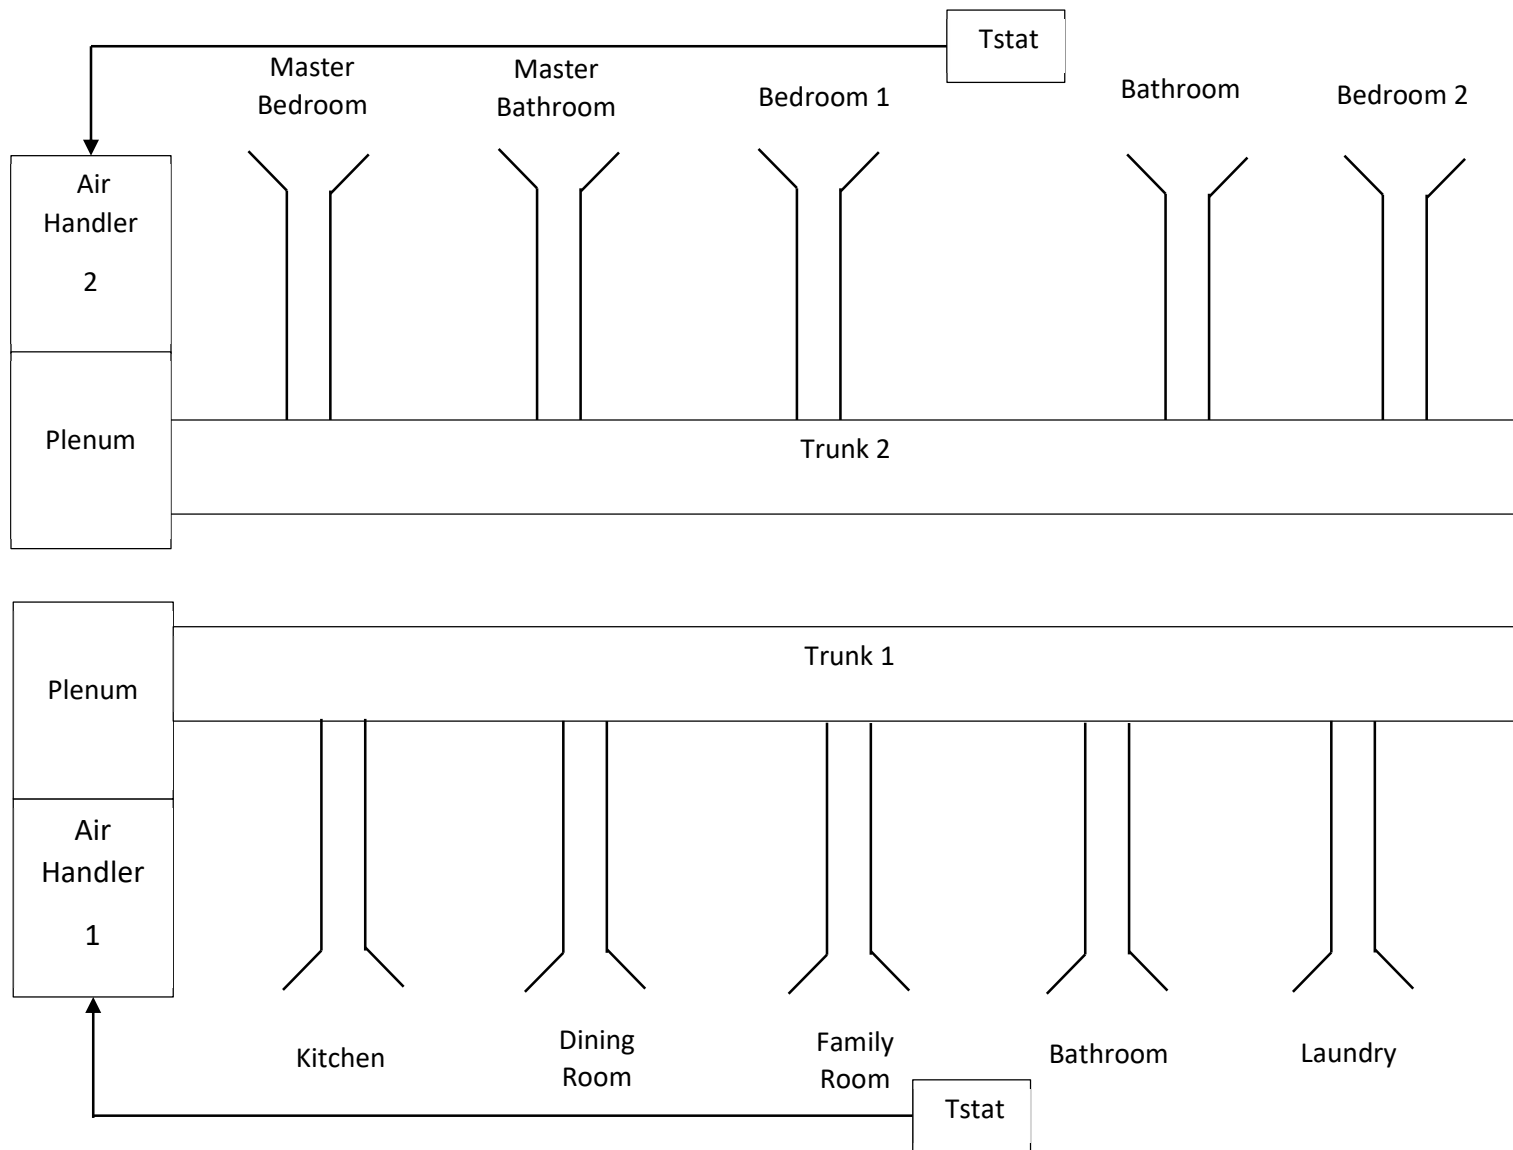 Tstat
Master
Bedroom
Master
Bathroom
Bedroom 1
Bathroom
Bedroom 2
Air
Handler
2
Plenum
Trunk 2
Trunk 1
Plenum
Air
Handler
1
Kitchen
Dining
Room
Family
Room
Bathroom
Laundry
Tstat